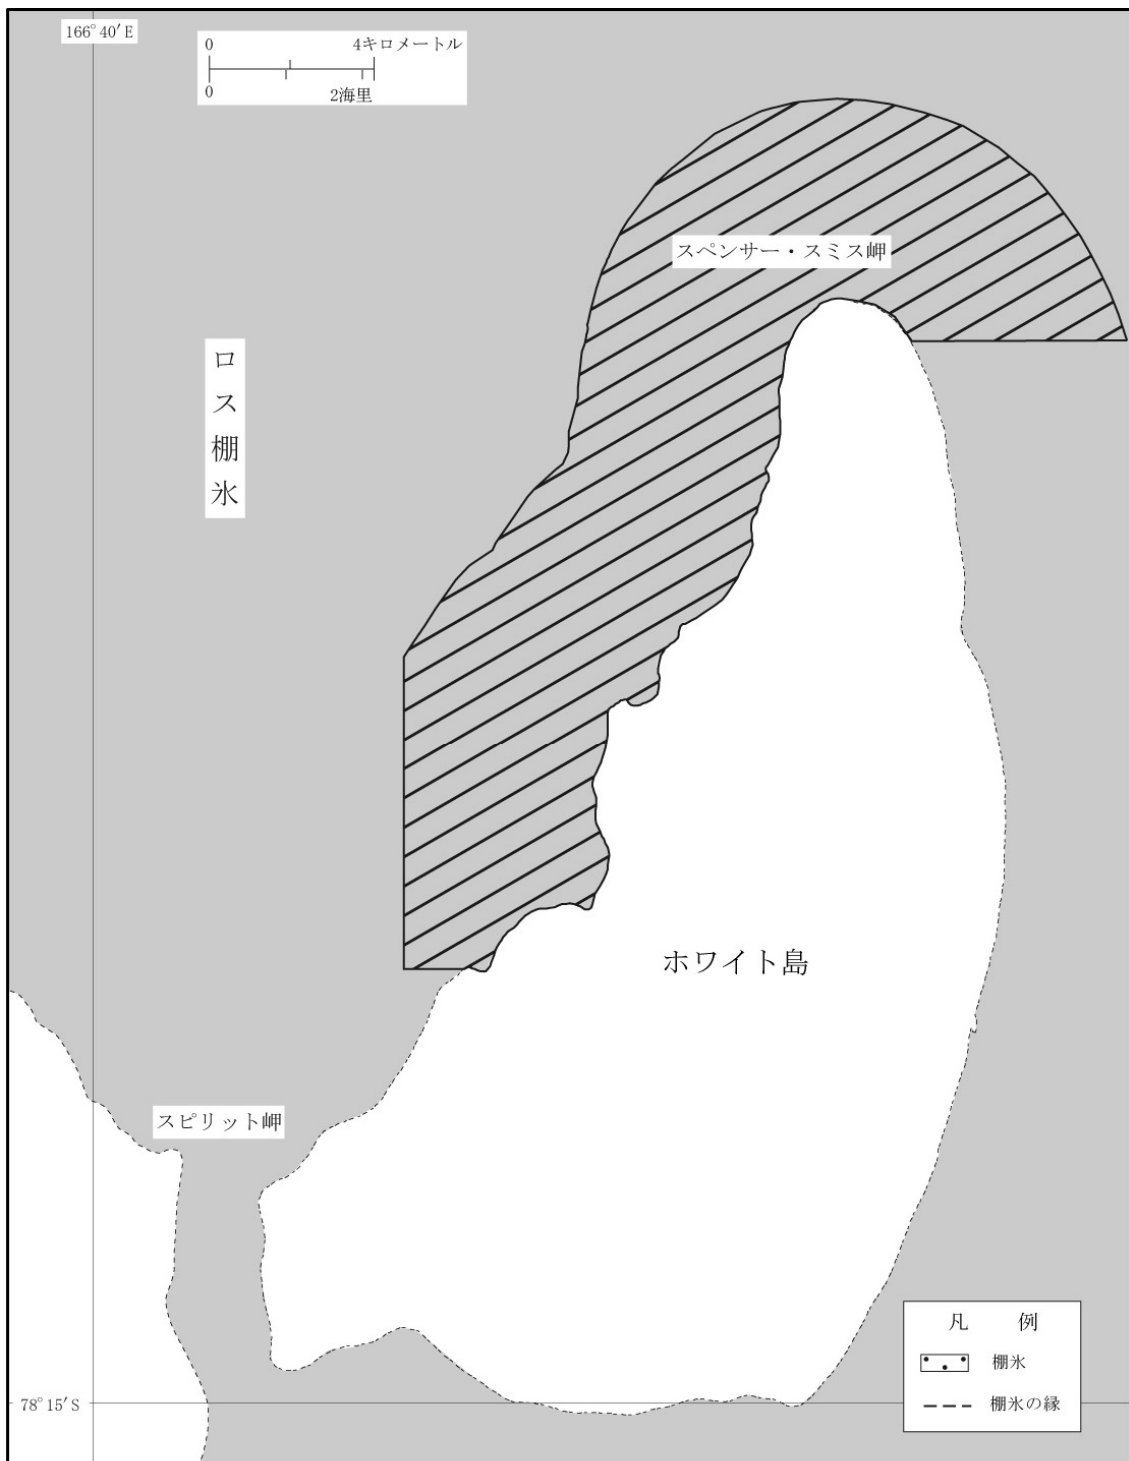 166°40′E
0 4キロメートル
0 2海里
スペンサー・スミス岬
ロス棚氷
ホワイト島
スピリット岬
凡 例
棚氷
棚氷の縁
78°15′S